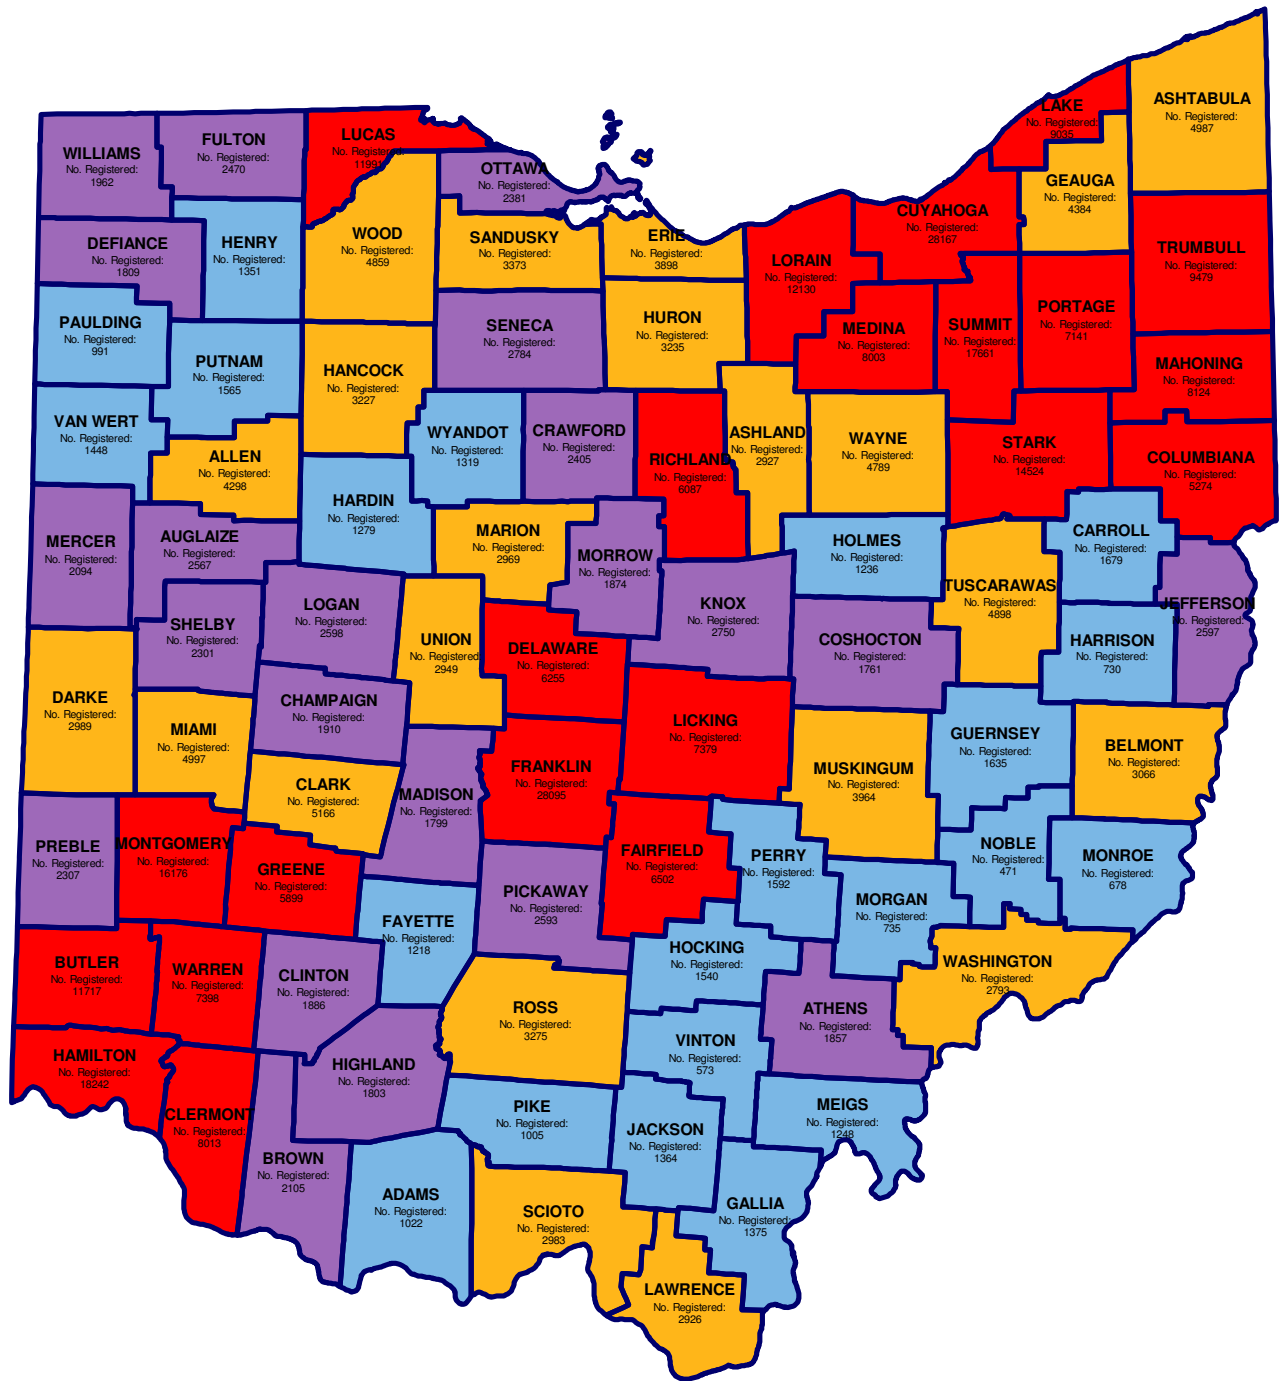 LAKE
No. Registered:
9035
ASHTABULA
No. Registered:
4987
LUCAS
No. Registered:
11991
FULTON
No. Registered:
2470
WILLIAMS
No. Registered:
1962
OTTAWA
No. Registered:
2381
GEAUGA
No. Registered:
4384
CUYAHOGA
No. Registered:
28167
WOOD
No. Registered:
4859
SANDUSKY
No. Registered:
3373
ERIE
No. Registered:
3898
DEFIANCE
No. Registered:
1809
HENRY
No. Registered:
1351
LORAIN
No. Registered:
12130
TRUMBULL
No. Registered:
9479
PAULDING
No. Registered:
991
SENECA
No. Registered:
2784
HURON
No. Registered:
3235
MEDINA
No. Registered:
8003
SUMMIT
No. Registered:
17661
PORTAGE
No. Registered:
7141
PUTNAM
No. Registered:
1565
HANCOCK
No. Registered:
3227
MAHONING
No. Registered:
8124
VAN WERT
No. Registered:
1448
WYANDOT
No. Registered:
1319
CRAWFORD
No. Registered:
2405
RICHLAND
No. Registered:
6087
ASHLAND
No. Registered:
2927
WAYNE
No. Registered:
4789
STARK
No. Registered:
14524
COLUMBIANA
No. Registered:
5274
ALLEN
No. Registered:
4298
HARDIN
No. Registered:
1279
MERCER
No. Registered:
2094
AUGLAIZE
No. Registered:
2567
MARION
No. Registered:
2969
MORROW
No. Registered:
1874
HOLMES
No. Registered:
1236
CARROLL
No. Registered:
1679
TUSCARAWAS
No. Registered:
4898
JEFFERSON
No. Registered:
2597
LOGAN
No. Registered:
2598
KNOX
No. Registered:
2750
SHELBY
No. Registered:
2301
UNION
No. Registered:
2949
DELAWARE
No. Registered:
6255
COSHOCTON
No. Registered:
1761
HARRISON
No. Registered:
730
DARKE
No. Registered:
2989
CHAMPAIGN
No. Registered:
1910
MIAMI
No. Registered:
4997
LICKING
No. Registered:
7379
GUERNSEY
No. Registered:
1635
BELMONT
No. Registered:
3066
FRANKLIN
No. Registered:
28095
MUSKINGUM
No. Registered:
3964
CLARK
No. Registered:
5166
MADISON
No. Registered:
1799
PREBLE
No. Registered:
2307
MONTGOMERY
No. Registered:
16176
GREENE
No. Registered:
5899
FAIRFIELD
No. Registered:
6502
PERRY
No. Registered:
1592
NOBLE
No. Registered:
471
MONROE
No. Registered:
678
PICKAWAY
No. Registered:
2593
MORGAN
No. Registered:
735
FAYETTE
No. Registered:
1218
HOCKING
No. Registered:
1540
WASHINGTON
No. Registered:
2793
BUTLER
No. Registered:
11717
WARREN
No. Registered:
7398
CLINTON
No. Registered:
1886
ROSS
No. Registered:
3275
ATHENS
No. Registered:
1857
VINTON
No. Registered:
573
HAMILTON
No. Registered:
18242
HIGHLAND
No. Registered:
1803
CLERMONT
No. Registered:
8013
PIKE
No. Registered:
1005
MEIGS
No. Registered:
1248
JACKSON
No. Registered:
1364
BROWN
No. Registered:
2105
ADAMS
No. Registered:
1022
SCIOTO
No. Registered:
2983
GALLIA
No. Registered:
1375
LAWRENCE
No. Registered:
2926